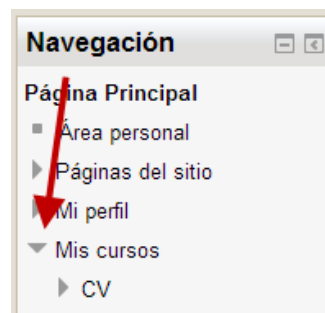 Navegación
Página Principal
Área personal
Páginas del sitio
Mi perfil
Mis cursos
CV